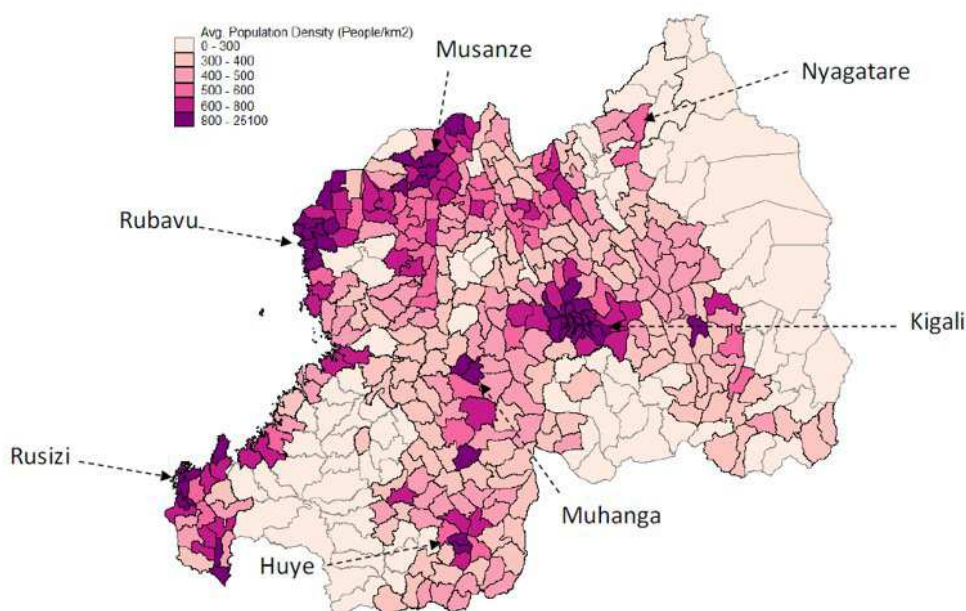 Avg. Population Density (People/km2)
0 - 300
300 - 400
400 - 500
500 - 600
600 - 800
800 - 25100
Musanze
Nyagatare
Rubavu
Kigali
Rusizi
Muhanga
Huye